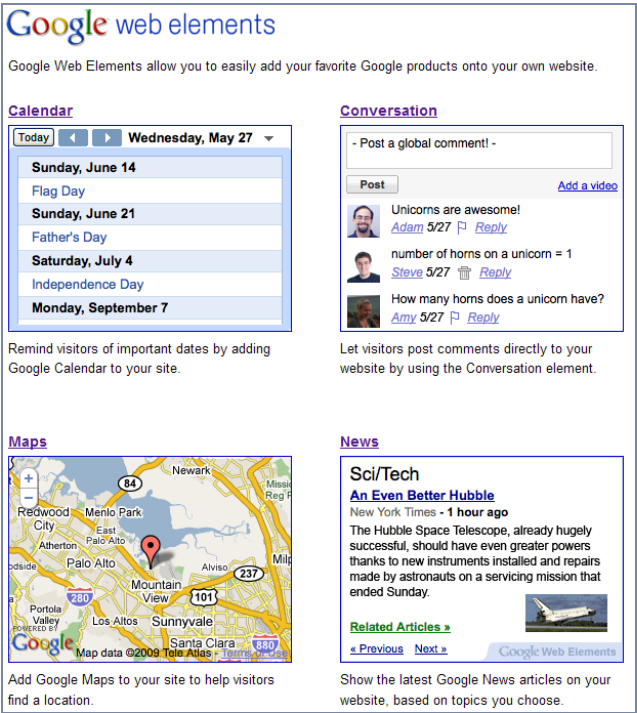 Google web elements
Google Web Elements allow you to easily add your favorite Google products onto your own website.
Calendar
Today Wednesday, May 27
Sunday, June 14
Flag Day
Sunday, June 21
Father's Day
Saturday, July 4
Independence Day
Monday, September 7
Remind visitors of important dates by adding
Google Calendar to your site.
Conversation
- Post a global comment! -
Post Add a video
Unicorns are awesome!
Adam 5/27 Reply
number of horns on a unicorn = 1
Steve 5/27 Reply
How many horns does a unicorn have?
Amy 5/27 Reply
Let visitors post comments directly to your
website by using the Conversation element.
Maps
Newark
84
Redwood
City
Menlo Park
East
Palo Alto
Atherton
Palo Alto
Alviso
237
Mountain
View
101
280
Portola
Valley
Los Altos
Sunnyvale
POWERED BY
Google
Santa Clara
880
Map data ©2009 Tele Atlas - Terms of Use
Add Google Maps to your site to help visitors
find a location.
News
Sci/Tech
An Even Better Hubble
New York Times - 1 hour ago
The Hubble Space Telescope, already hugely
successful, should have even greater powers
thanks to new instruments installed and repairs
made by astronauts on a servicing mission that
ended Sunday.
Related Articles »
« Previous Next »
Google Web Elements
Show the latest Google News articles on your
website, based on topics you choose.